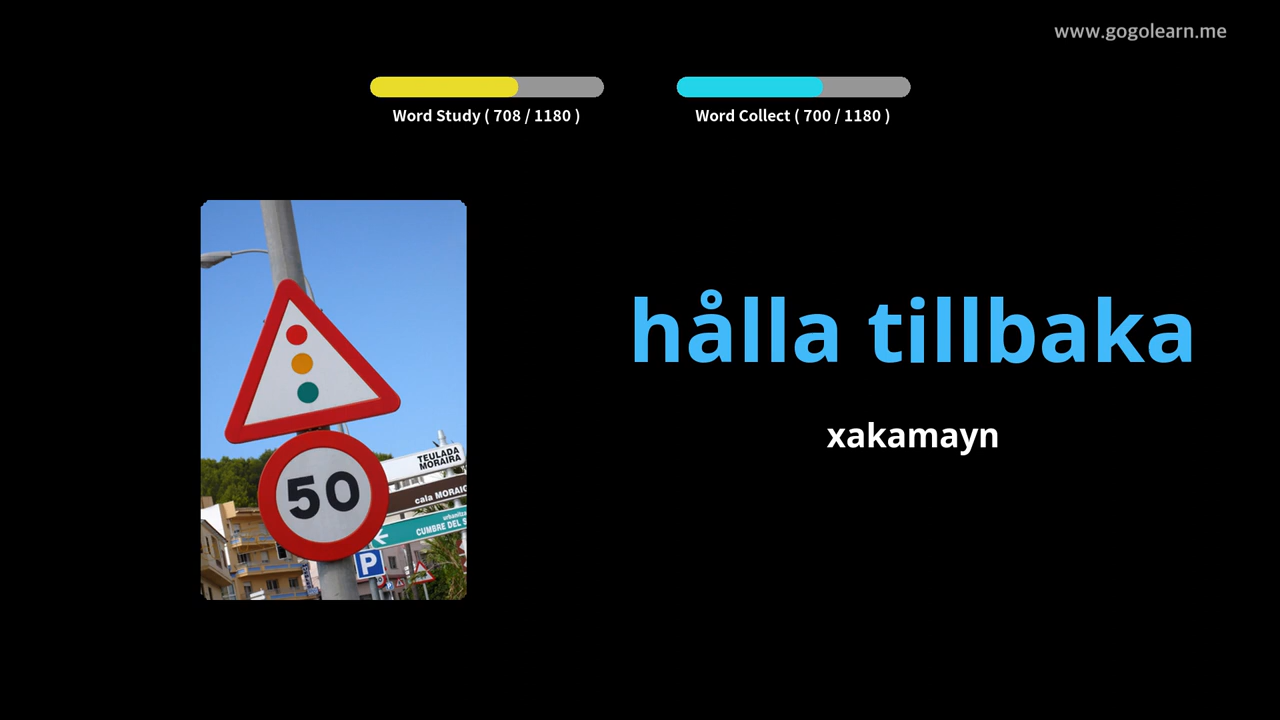 www.gogolearn.me
Word Study ( 708 / 1180 )
Word Collect ( 700 / 1180 )
hålla tillbaka
xakamayn
50
TEULADA
MORAIRA
cala MORAIG
CUMBRE DEL S
P